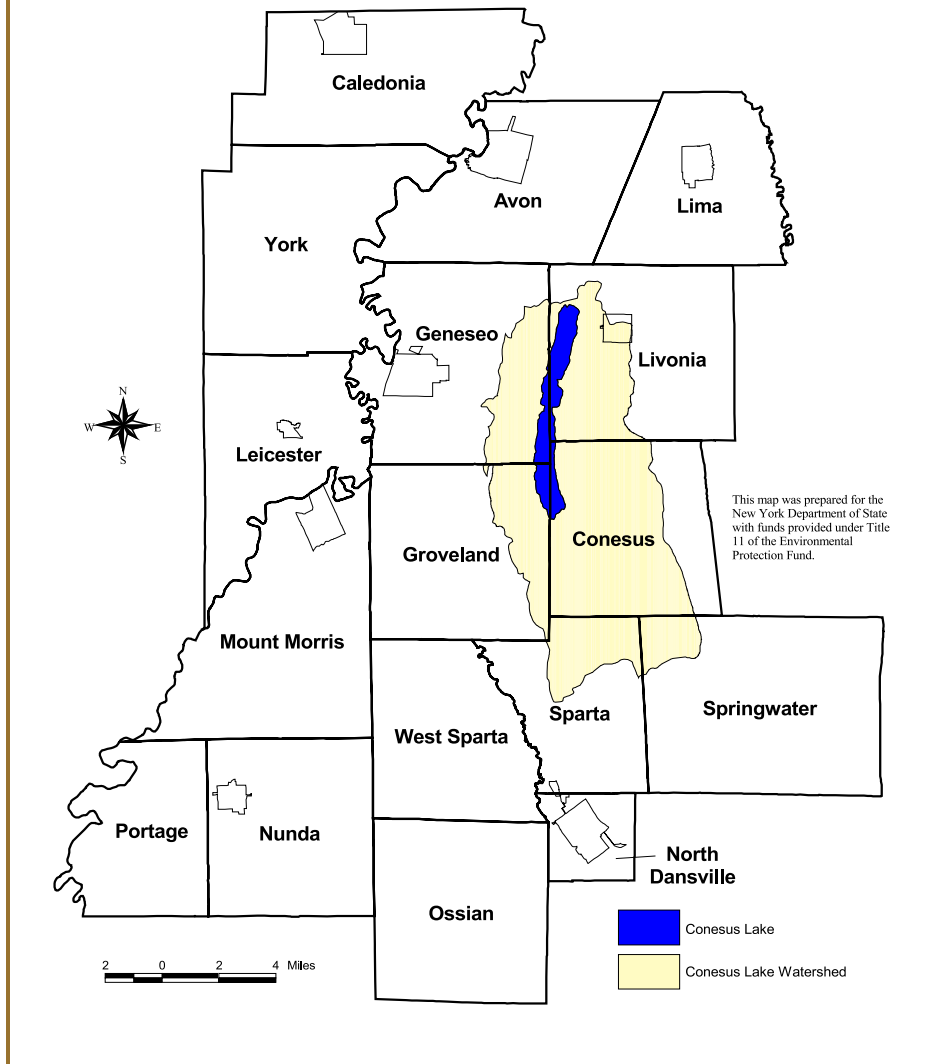 Caledonia
Avon
Lima
York
Geneseo
Livonia
N
W E
S
Leicester
This map was prepared for the
New York Department of State
with funds provided under Title
11 of the Environmental
Protection Fund.
Groveland
Conesus
Mount Morris
Sparta
Springwater
West Sparta
Portage
Nunda
North
Dansville
Ossian
Conesus Lake
2 0 2 4 Miles
Conesus Lake Watershed